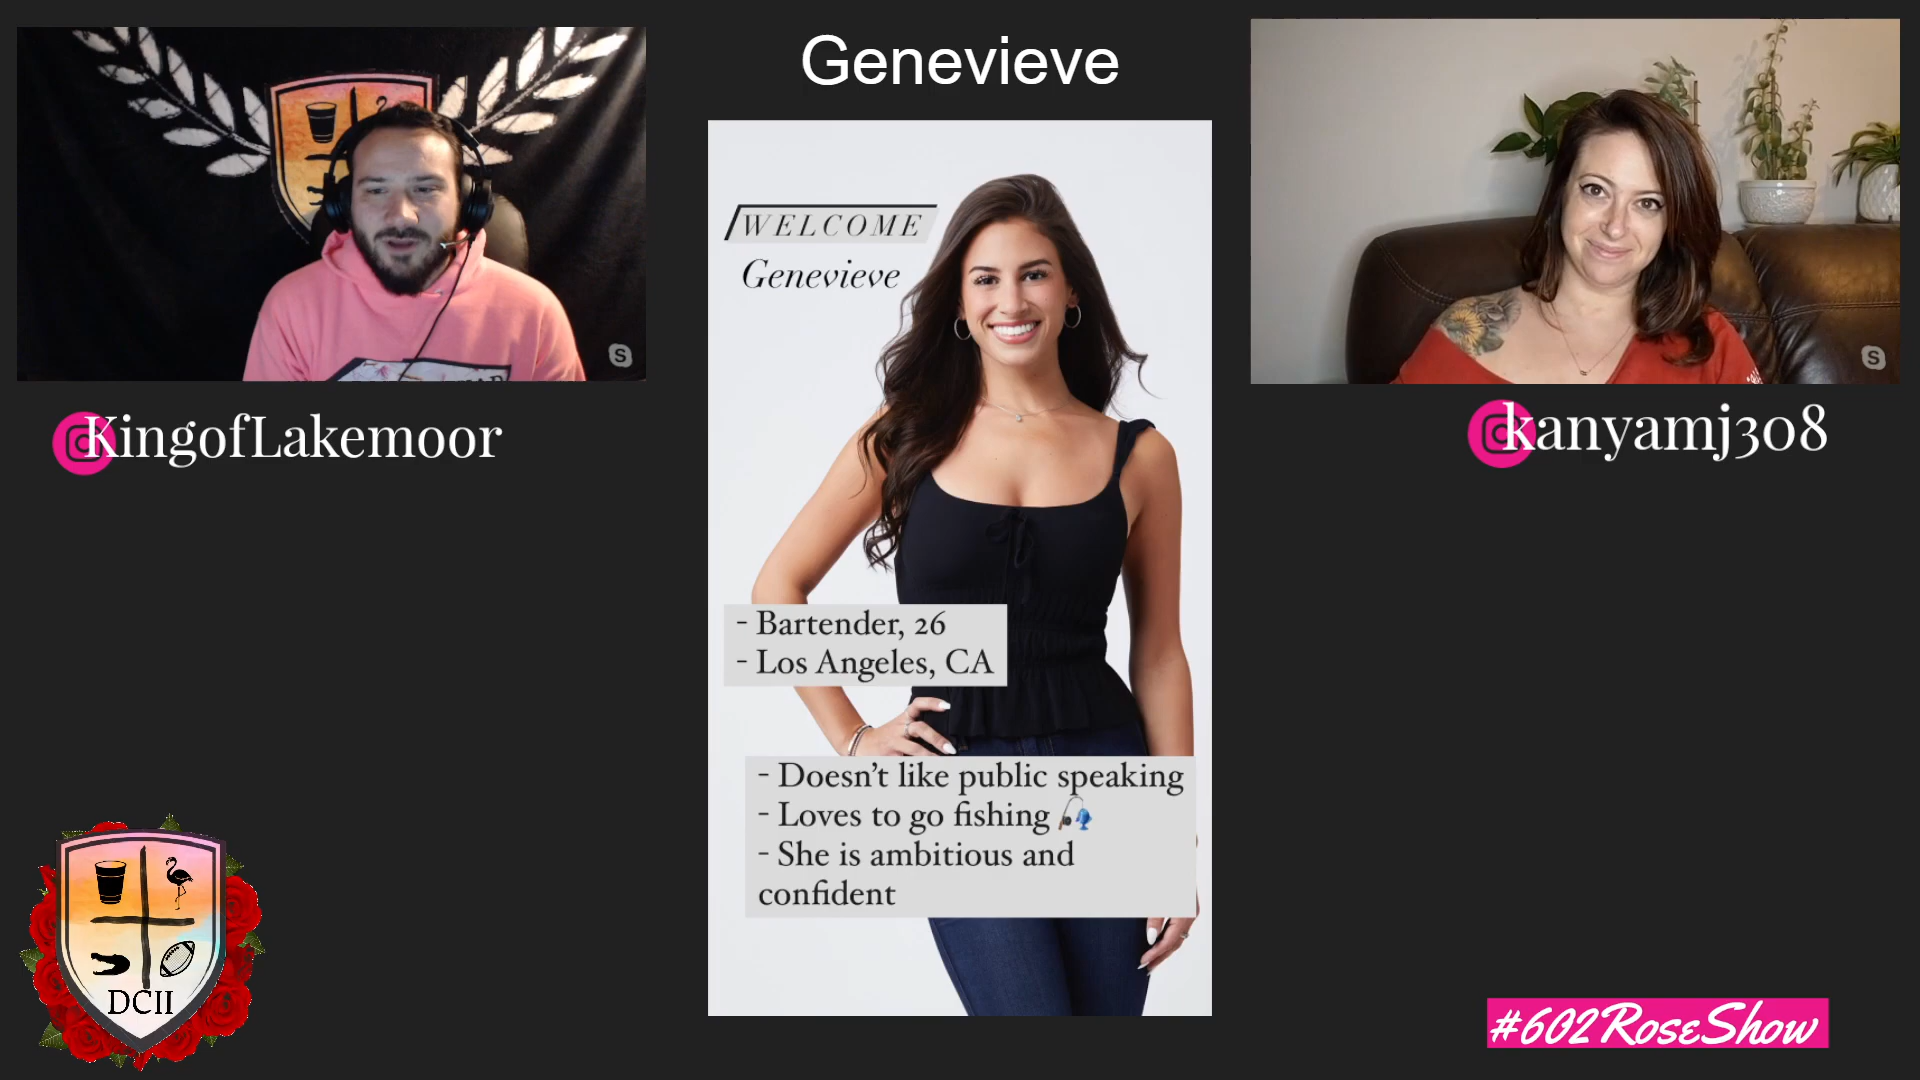 Genevieve
WELCOME
Genevieve
KingofLakemoor
kanyamj308
- Bartender, 26
- Los Angeles, CA
- Doesn't like public speaking
- Loves to go fishing 🎣
- She is ambitious and
confident
DCII
#602RoseShow
S
S